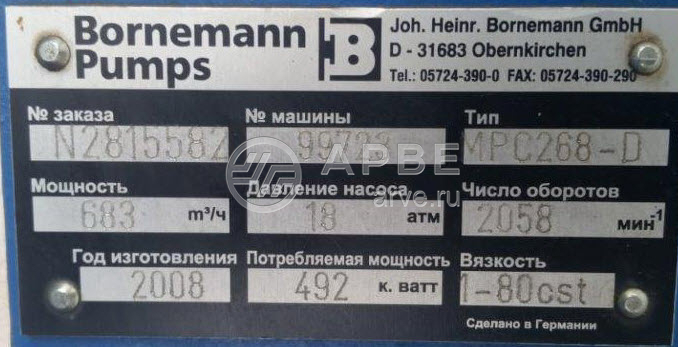 Bornemann
Pumps
B
Joh. Heinr. Bornemann GmbH
D - 31683 Obernkirchen
Tel.: 05724-390-0 FAX: 05724-390-290
№ заказа № машины Тип
N2815582 MPC268-D
АРВЕ
arve.ru
Мощность Давление насоса Число оборотов
683 м³/ч 18 атм 2058 мин⁻¹
Год изготовления Потребляемая мощность Вязкость
2008 492 к. ватт 1-80cst
Сделано в Германии